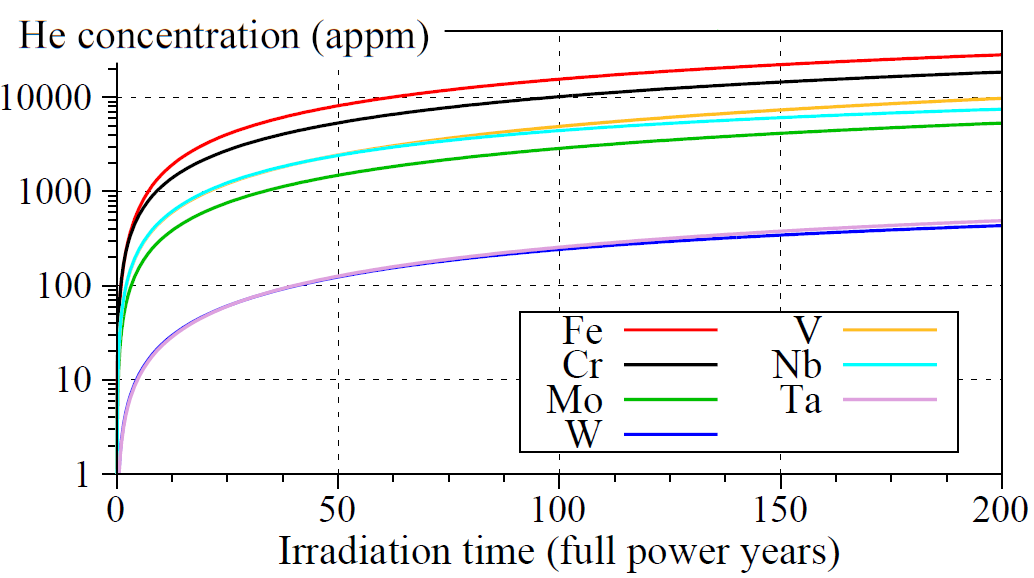 He concentration (appm)
10000
1000
100
10
1
Fe V
Cr Nb
Mo Ta
W
0 50 100 150 200
Irradiation time (full power years)